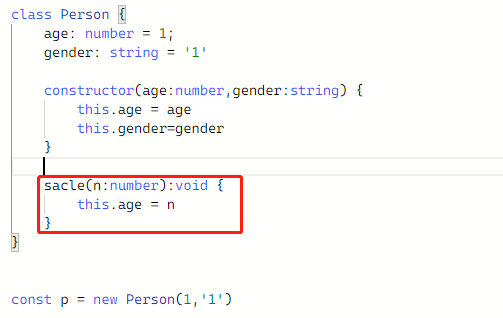 class Person {
    age: number = 1;
    gender: string = '1'
    constructor(age:number,gender:string) {
        this.age = age
        this.gender=gender
    }
    sacle(n:number):void {
        this.age = n
    }
}
const p = new Person(1,'1')